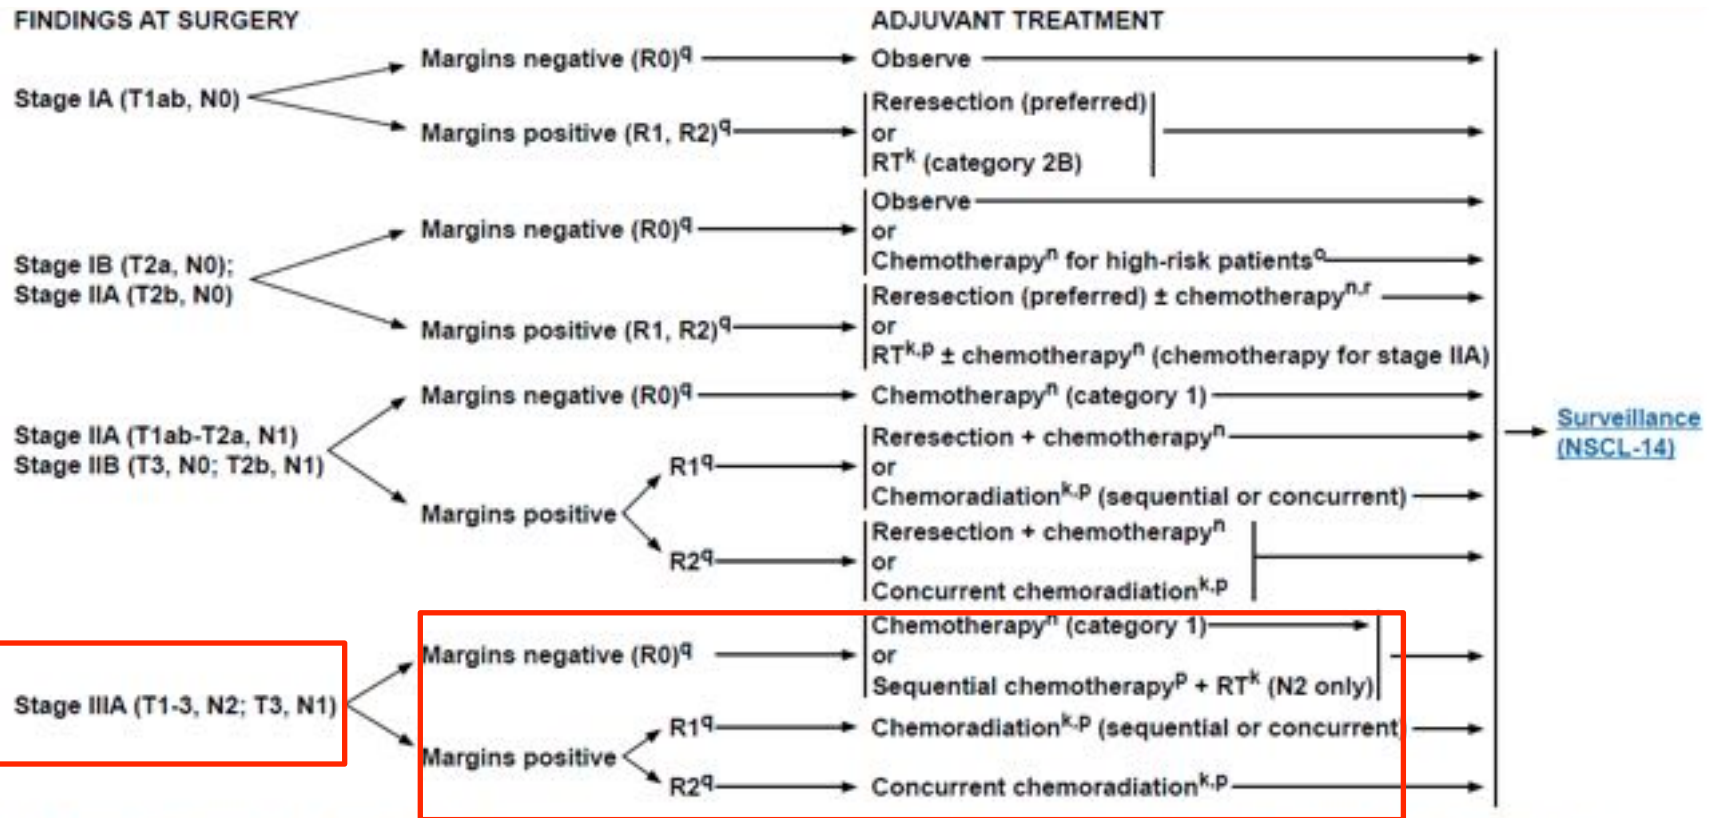 FINDINGS AT SURGERY
ADJUVANT TREATMENT
Stage IA (T1ab, N0)
Margins negative (R0)q
Observe
Margins positive (R1, R2)q
Reresection (preferred)
or
RTk (category 2B)
Stage IB (T2a, N0);
Stage IIA (T2b, N0)
Margins negative (R0)q
Observe
or
Chemotherapyn for high-risk patientso
Margins positive (R1, R2)q
Reresection (preferred) ± chemotherapyn,r
or
RTk,p ± chemotherapyn (chemotherapy for stage IIA)
Stage IIA (T1ab-T2a, N1)
Stage IIB (T3, N0; T2b, N1)
Margins negative (R0)q
Chemotherapyn (category 1)
Margins positive
R1q
Reresection + chemotherapyn
or
Chemoradiationk,p (sequential or concurrent)
R2q
Reresection + chemotherapyn
or
Concurrent chemoradiationk,p
Stage IIIA (T1-3, N2; T3, N1)
Margins negative (R0)q
Chemotherapyn (category 1)
or
Sequential chemotherapyp + RTk (N2 only)
Margins positive
R1q
Chemoradiationk,p (sequential or concurrent)
R2q
Concurrent chemoradiationk,p
Surveillance
(NSCL-14)